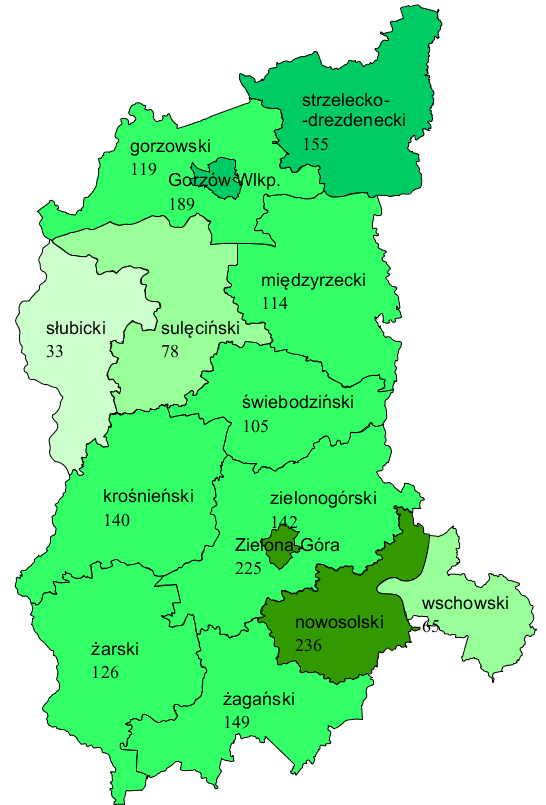 strzelecko-
-drezdenecki
155
gorzowski
119
Gorzów Wlkp.
189
międzyrzecki
114
słubicki
33
sulęciński
78
świebodziński
105
krośnieński
140
zielonogórski
142
Zielona Góra
225
wschowski
65
nowosolski
236
żarski
126
żagański
149